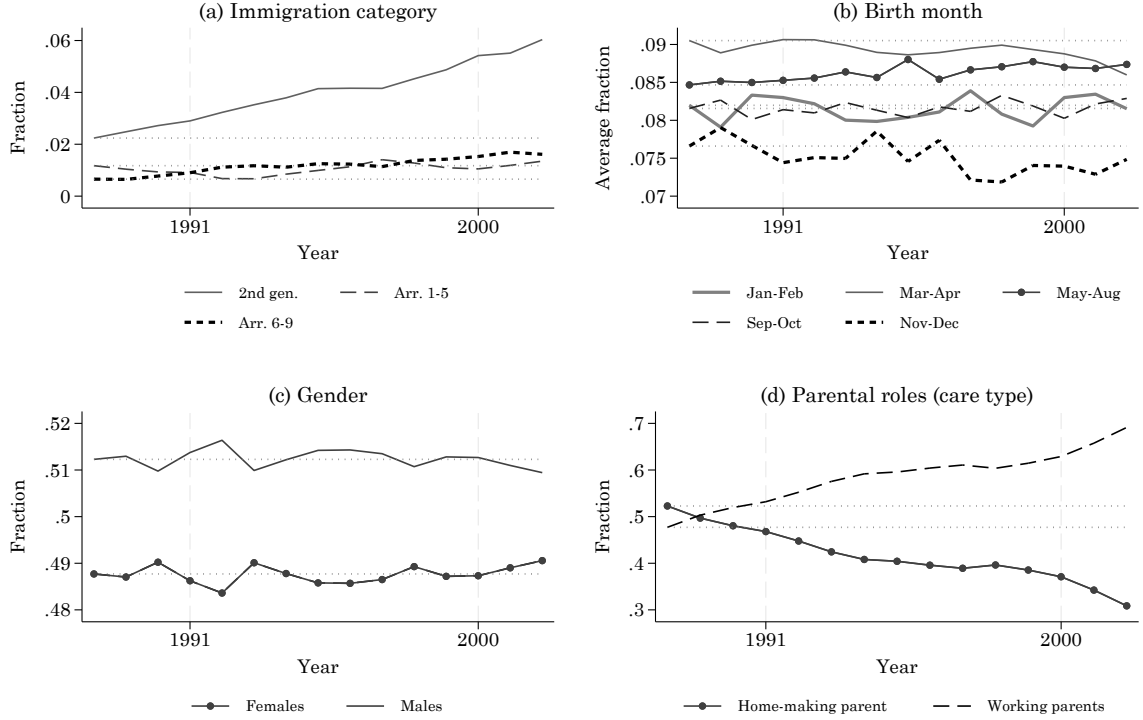 (a) Immigration category
Fraction
.06
.04
.02
0
1991
2000
Year
2nd gen.
Arr. 1-5
Arr. 6-9
(b) Birth month
Average fraction
.09
.085
.08
.075
.07
1991
2000
Year
Jan-Feb
Mar-Apr
May-Aug
Sep-Oct
Nov-Dec
(c) Gender
Fraction
.52
.51
.5
.49
.48
1991
2000
Year
Females
Males
(d) Parental roles (care type)
Fraction
.7
.6
.5
.4
.3
1991
2000
Year
Home-making parent
Working parents